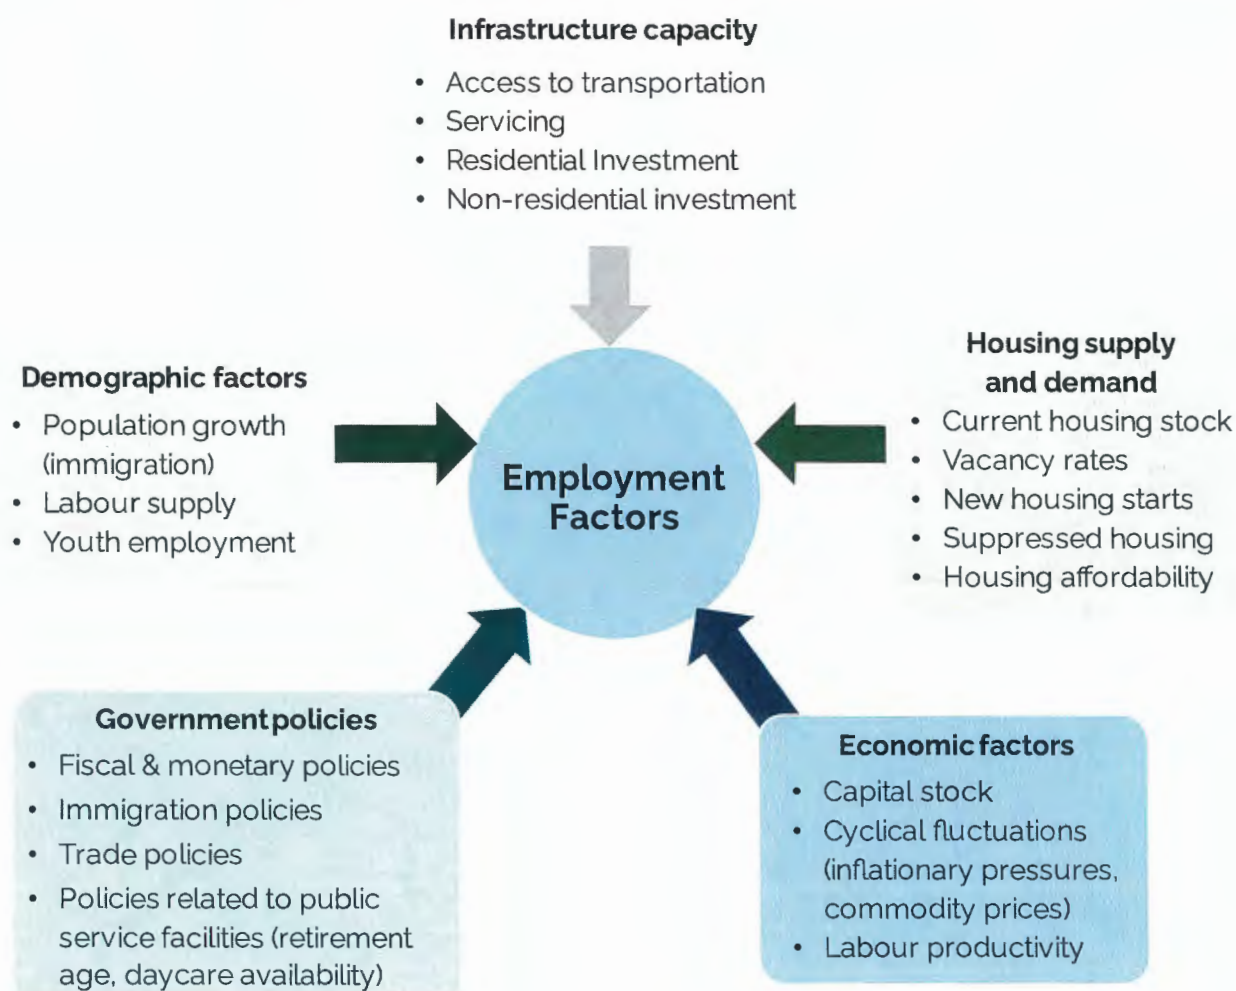 Infrastructure capacity
• Access to transportation
• Servicing
• Residential Investment
• Non-residential investment
Demographic factors
• Population growth
(immigration)
• Labour supply
• Youth employment
Employment
Factors
Housing supply
and demand
• Current housing stock
• Vacancy rates
• New housing starts
• Suppressed housing
• Housing affordability
Government policies
• Fiscal & monetary policies
• Immigration policies
• Trade policies
• Policies related to public
service facilities (retirement
age, daycare availability)
Economic factors
• Capital stock
• Cyclical fluctuations
(inflationary pressures,
commodity prices)
• Labour productivity